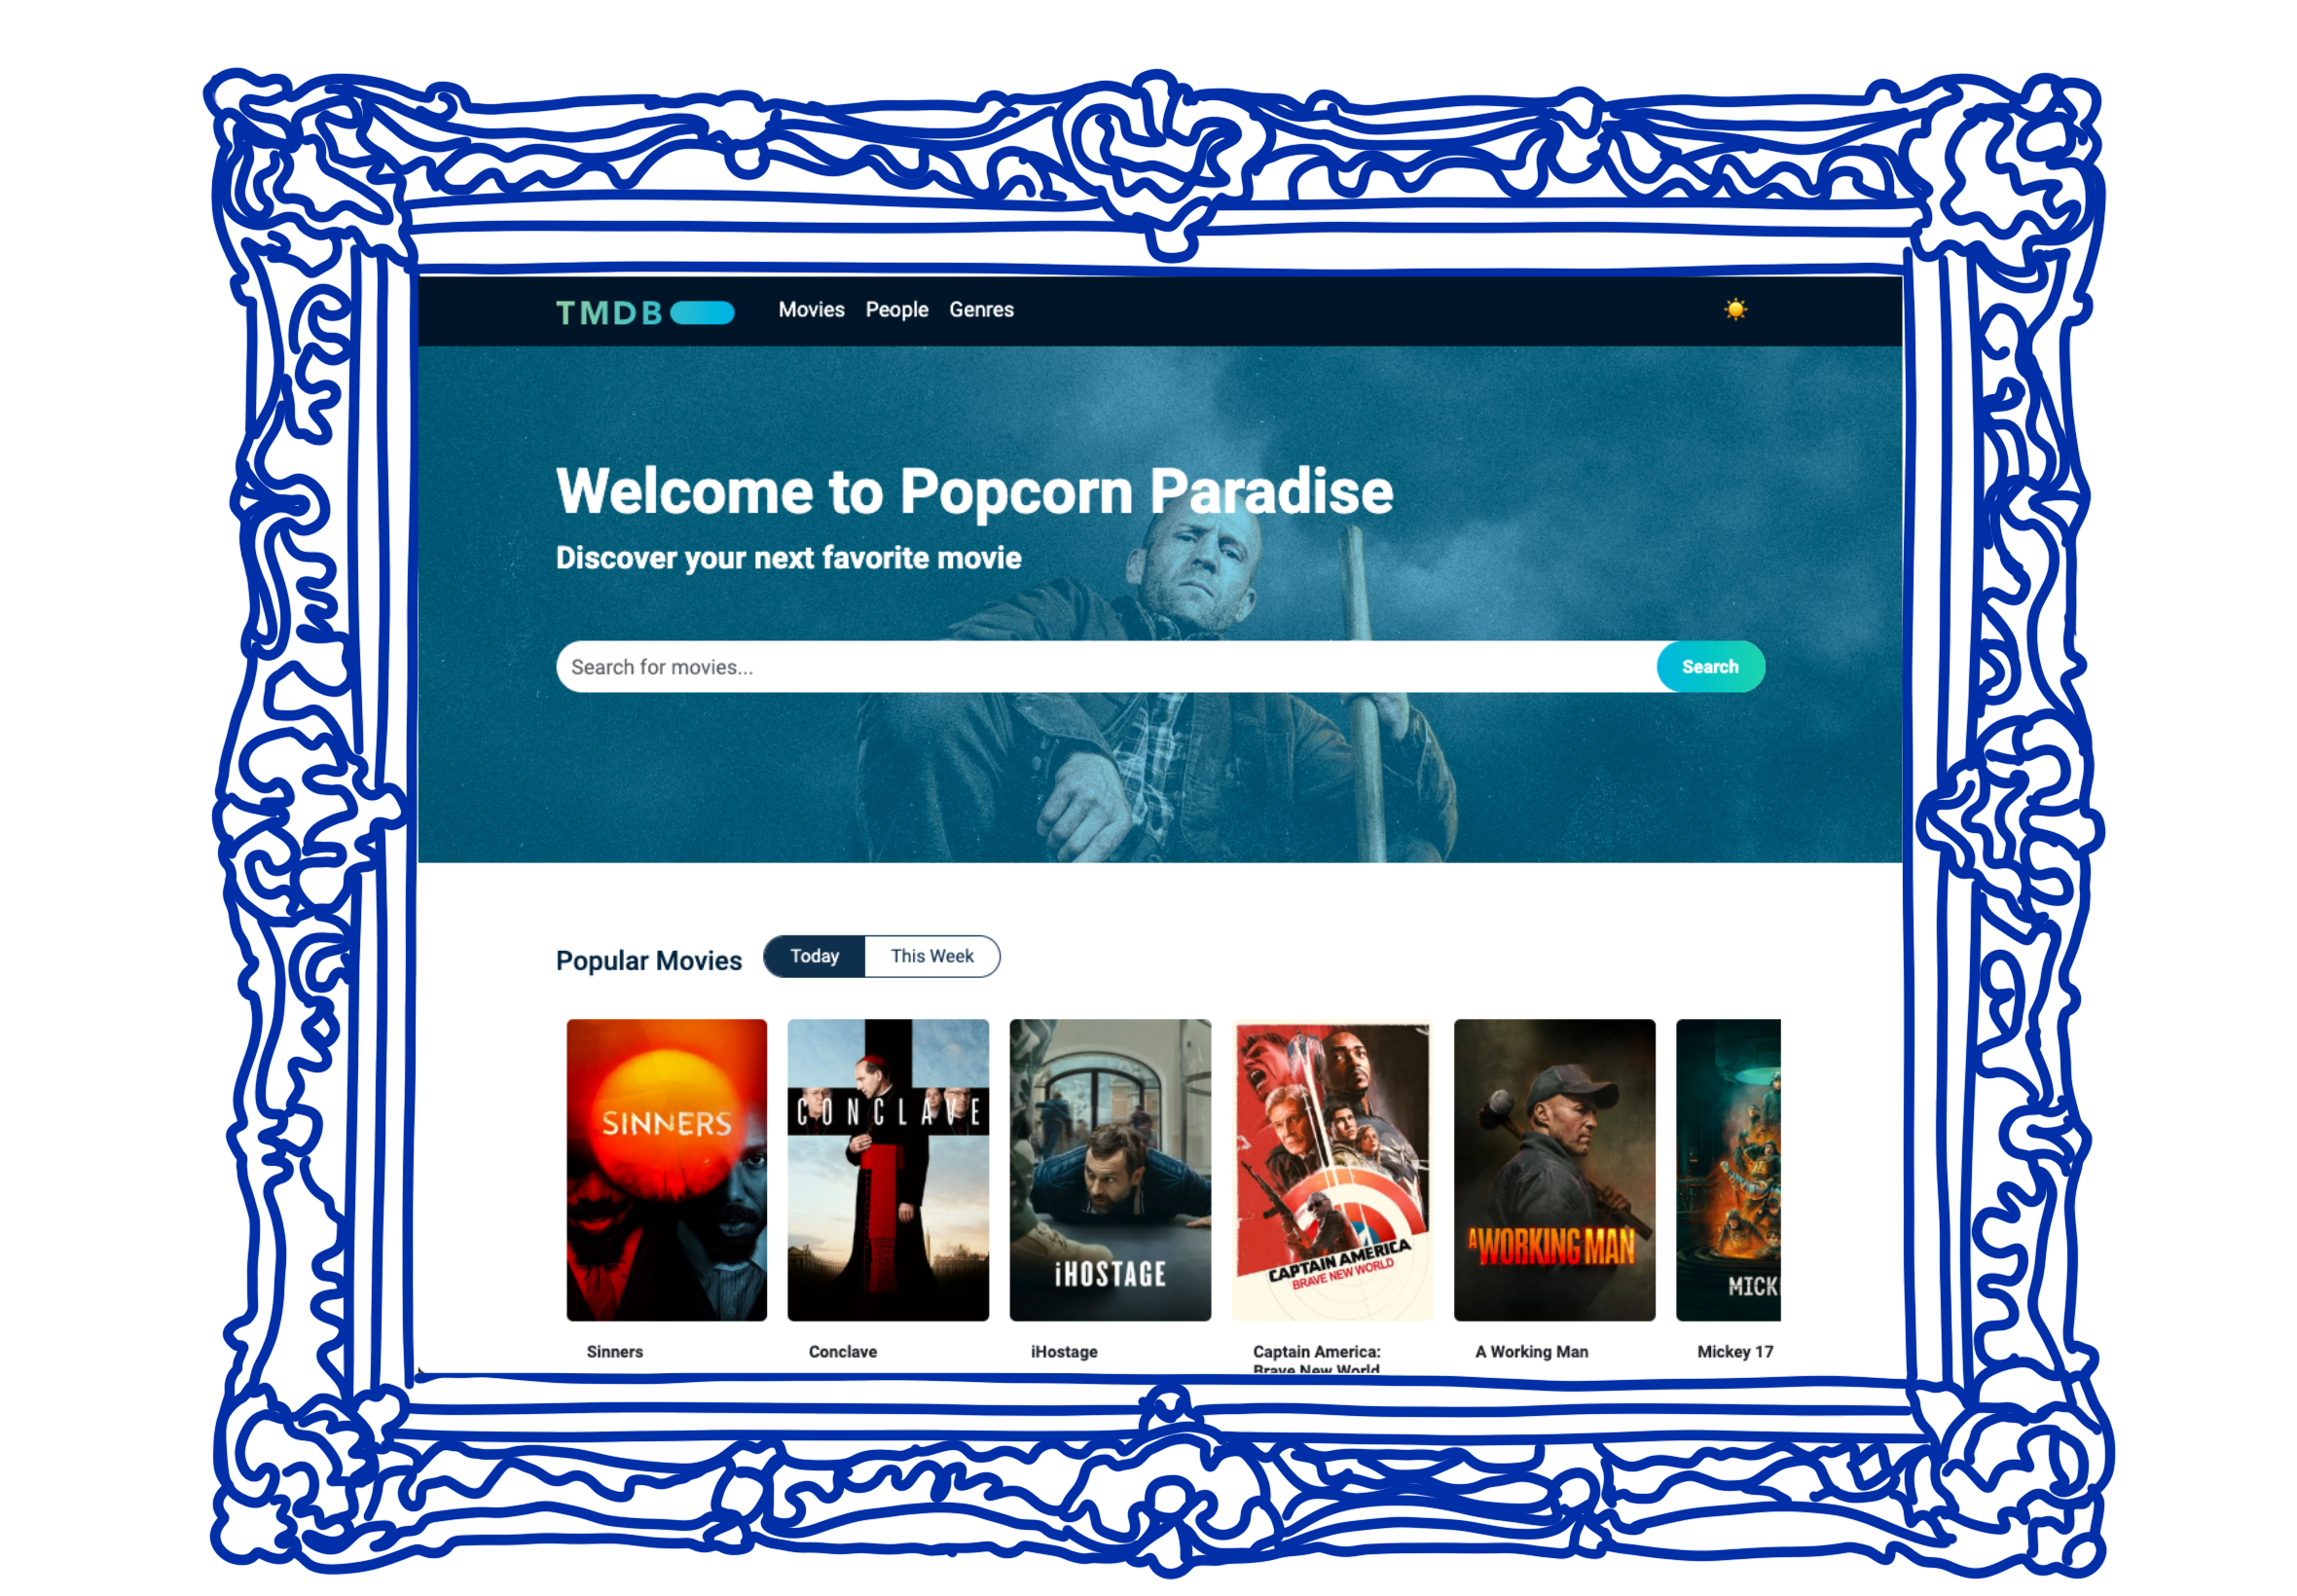 TMDB Movies People Genres
Welcome to Popcorn Paradise
Discover your next favorite movie
Search for movies... Search
Popular Movies Today This Week
SINNERS
CONCLAVE
iHOSTAGE
CAPTAIN AMERICA
BRAVE NEW WORLD
A WORKING MAN
MICK
Sinners
Conclave
iHostage
Captain America:
Brave New World
A Working Man
Mickey 17